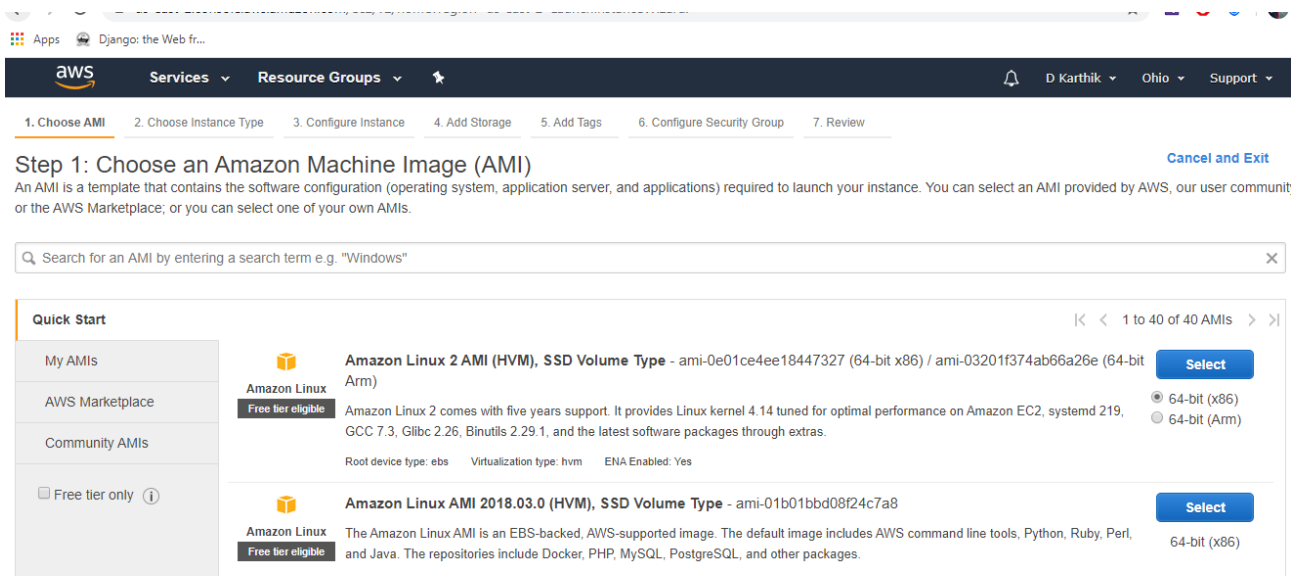 Apps Django: the Web fr...
aws Services Resource Groups D Karthik Ohio Support
1. Choose AMI 2. Choose Instance Type 3. Configure Instance 4. Add Storage 5. Add Tags 6. Configure Security Group 7. Review
Step 1: Choose an Amazon Machine Image (AMI) Cancel and Exit
An AMI is a template that contains the software configuration (operating system, application server, and applications) required to launch your instance. You can select an AMI provided by AWS, our user community
or the AWS Marketplace; or you can select one of your own AMIs.
Search for an AMI by entering a search term e.g. "Windows"
Quick Start 1 to 40 of 40 AMIs
My AMIs
AWS Marketplace
Community AMIs
Free tier only
Amazon Linux
Free tier eligible
Amazon Linux 2 AMI (HVM), SSD Volume Type - ami-0e01ce4ee18447327 (64-bit x86) / ami-03201f374ab66a26e (64-bit
Arm)
Amazon Linux 2 comes with five years support. It provides Linux kernel 4.14 tuned for optimal performance on Amazon EC2, systemd 219,
GCC 7.3, Glibc 2.26, Binutils 2.29.1, and the latest software packages through extras.
Root device type: ebs Virtualization type: hvm ENA Enabled: Yes
Select
64-bit (x86)
64-bit (Arm)
Amazon Linux
Free tier eligible
Amazon Linux AMI 2018.03.0 (HVM), SSD Volume Type - ami-01b01bbd08f24c7a8
The Amazon Linux AMI is an EBS-backed, AWS-supported image. The default image includes AWS command line tools, Python, Ruby, Perl,
and Java. The repositories include Docker, PHP, MySQL, PostgreSQL, and other packages.
Select
64-bit (x86)